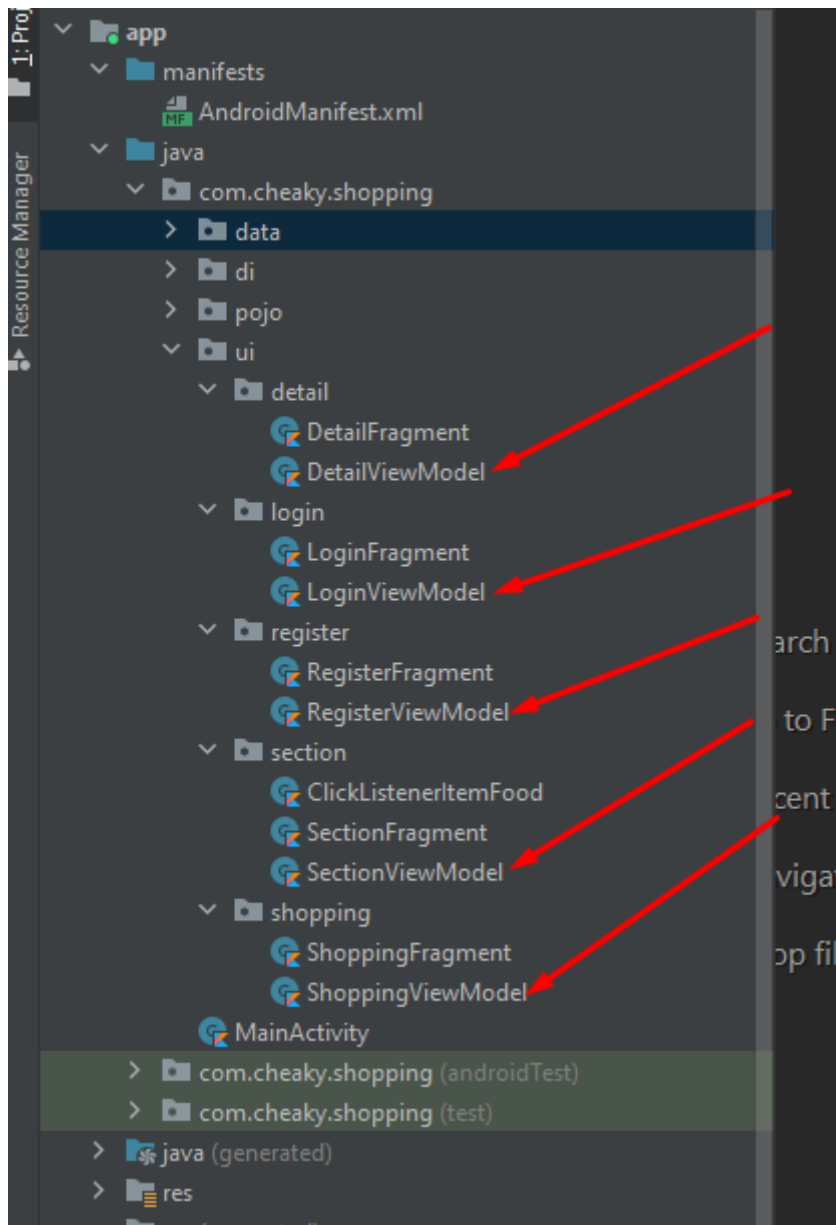 1: Proj
Resource Manager
app
manifests
MF
AndroidManifest.xml
java
com.cheaky.shopping
data
di
pojo
ui
detail
DetailFragment
DetailViewModel
login
LoginFragment
LoginViewModel
register
RegisterFragment
RegisterViewModel
section
ClickListenerItemFood
SectionFragment
SectionViewModel
shopping
ShoppingFragment
ShoppingViewModel
MainActivity
com.cheaky.shopping (androidTest)
com.cheaky.shopping (test)
java (generated)
res
arch
to F
cent
vigat
op fil